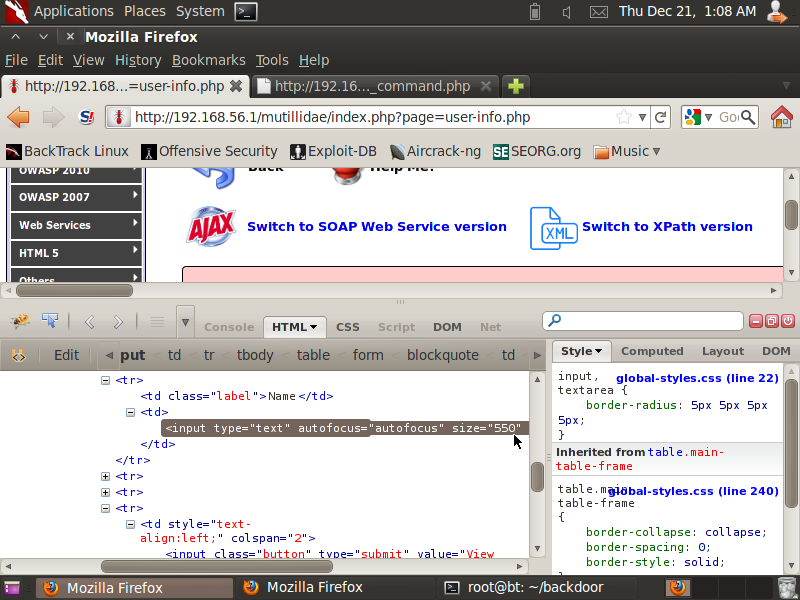 Applications Places System Thu Dec 21, 1:08 AM
Mozilla Firefox
File Edit View History Bookmarks Tools Help
http://192.168...=user-info.php http://192.16..._command.php
http://192.168.56.1/mutillidae/index.php?page=user-info.php
BackTrack Linux Offensive Security Exploit-DB Aircrack-ng SEORG.org Music
OWASP 2010 Back Help Me!
OWASP 2007
Web Services AJAX Switch to SOAP Web Service version XML Switch to XPath version
HTML 5
Others
Console HTML CSS Script DOM Net
Edit put < td < tr < tbody < table < form < blockquote < td
Style Computed Layout DOM
<tr>
<td class="label">Name</td>
<td>
<input type="text" autofocus="autofocus" size="550"
</td>
</tr>
<tr>
<tr>
<tr>
<td style="text-
align:left;" colspan="2">
<input class="button" type="submit" value="View
input, global-styles.css (line 22)
textarea {
border-radius: 5px 5px 5px
5px;
}
Inherited from table.main-
table-frame
table.main global-styles.css (line 240)
table-frame
{
border-collapse: collapse;
border-spacing: 0;
border-style: solid;
Mozilla Firefox Mozilla Firefox root@bt: ~/backdoor